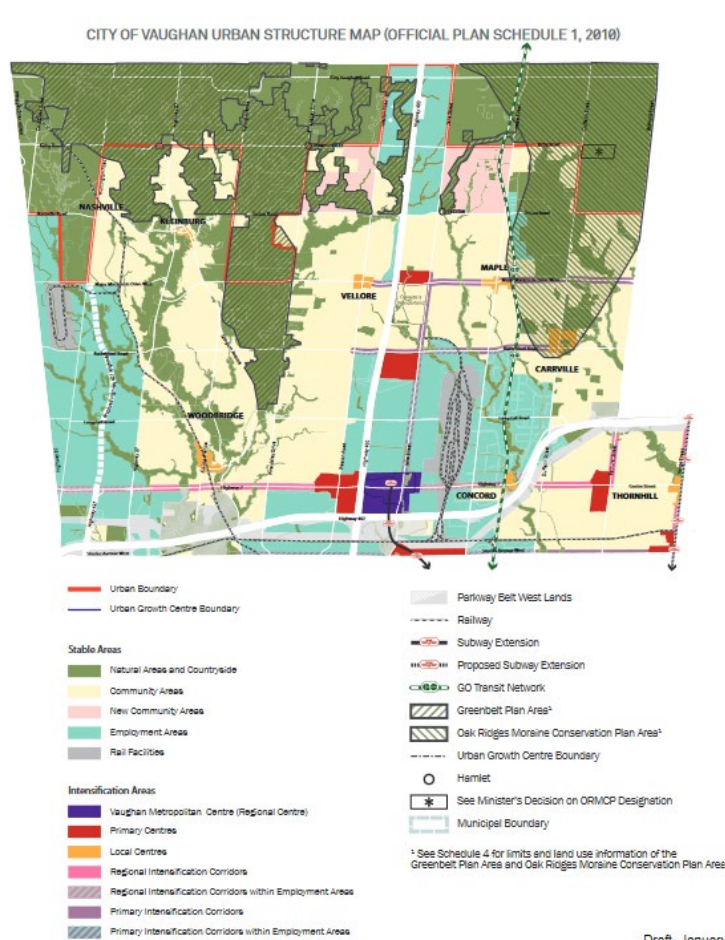 CITY OF VAUGHAN URBAN STRUCTURE MAP (OFFICIAL PLAN SCHEDULE 1, 2010)
NASHVILLE
KLEINBURG
VELLORE
MAPLE
CARRVILLE
WOODBRIDGE
CONCORD
THORNHILL
Urban Boundary
Urban Growth Centre Boundary
Stable Areas
Natural Areas and Countryside
Community Areas
New Community Areas
Employment Areas
Rail Facilities
Intensification Areas
Vaughan Metropolitan Centre (Regional Centre)
Primary Centres
Local Centres
Regional Intensification Corridors
Regional Intensification Corridors within Employment Areas
Primary Intensification Corridors
Primary Intensification Corridors within Employment Areas
Parkway Belt West Lands
Railway
Subway Extension
Proposed Subway Extension
GO Transit Network
Greenbelt Plan Area¹
Oak Ridges Moraine Conservation Plan Area¹
Urban Growth Centre Boundary
Hamlet
See Minister's Decision on ORMCP Designation
Municipal Boundary
¹ See Schedule 4 for limits and land use information of the
Greenbelt Plan Area and Oak Ridges Moraine Conservation Plan Area